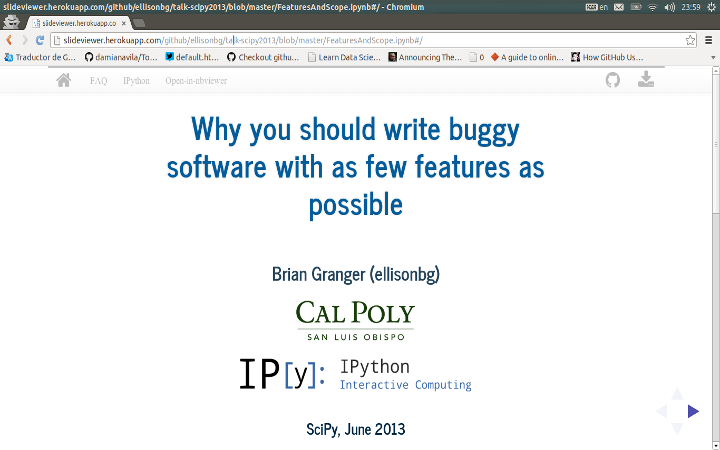 slideviewer.herokuapp.com/github/ellisonbg/talk-scipy2013/blob/master/FeaturesAndScope.ipynb#/ - Chromium
en
23:59
slideviewer.herokuapp.co
slideviewer.herokuapp.com/github/ellisonbg/talk-scipy2013/blob/master/FeaturesAndScope.ipynb#/
Traductor de G... damianavila/To... default.ht... Checkout githu... Learn Data Scie... Announcing The... 0 A guide to onlin... How GitHub Us...
FAQ IPython Open-in-nbviewer
Why you should write buggy
software with as few features as
possible
Brian Granger (ellisonbg)
CAL POLY
SAN LUIS OBISPO
IP[y]: IPython
Interactive Computing
SciPy, June 2013